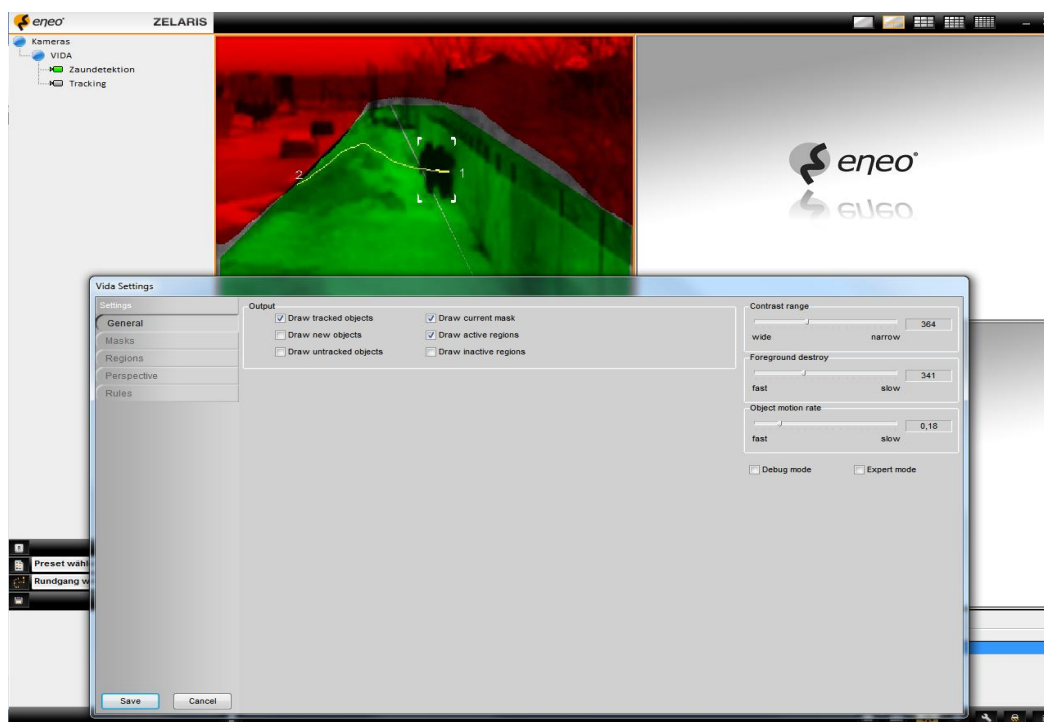 eneo® ZELARIS
Kameras
VIDA
Zaundetektion
Tracking
2
1
eneo®
Vida Settings
Settings
General
Masks
Regions
Perspective
Rules
Output
Draw tracked objects
Draw current mask
Draw new objects
Draw active regions
Draw untracked objects
Draw inactive regions
Contrast range
364
wide narrow
Foreground destroy
341
fast slow
Object motion rate
0,18
fast slow
Debug mode
Expert mode
Preset wähl
Rundgang w
Save
Cancel